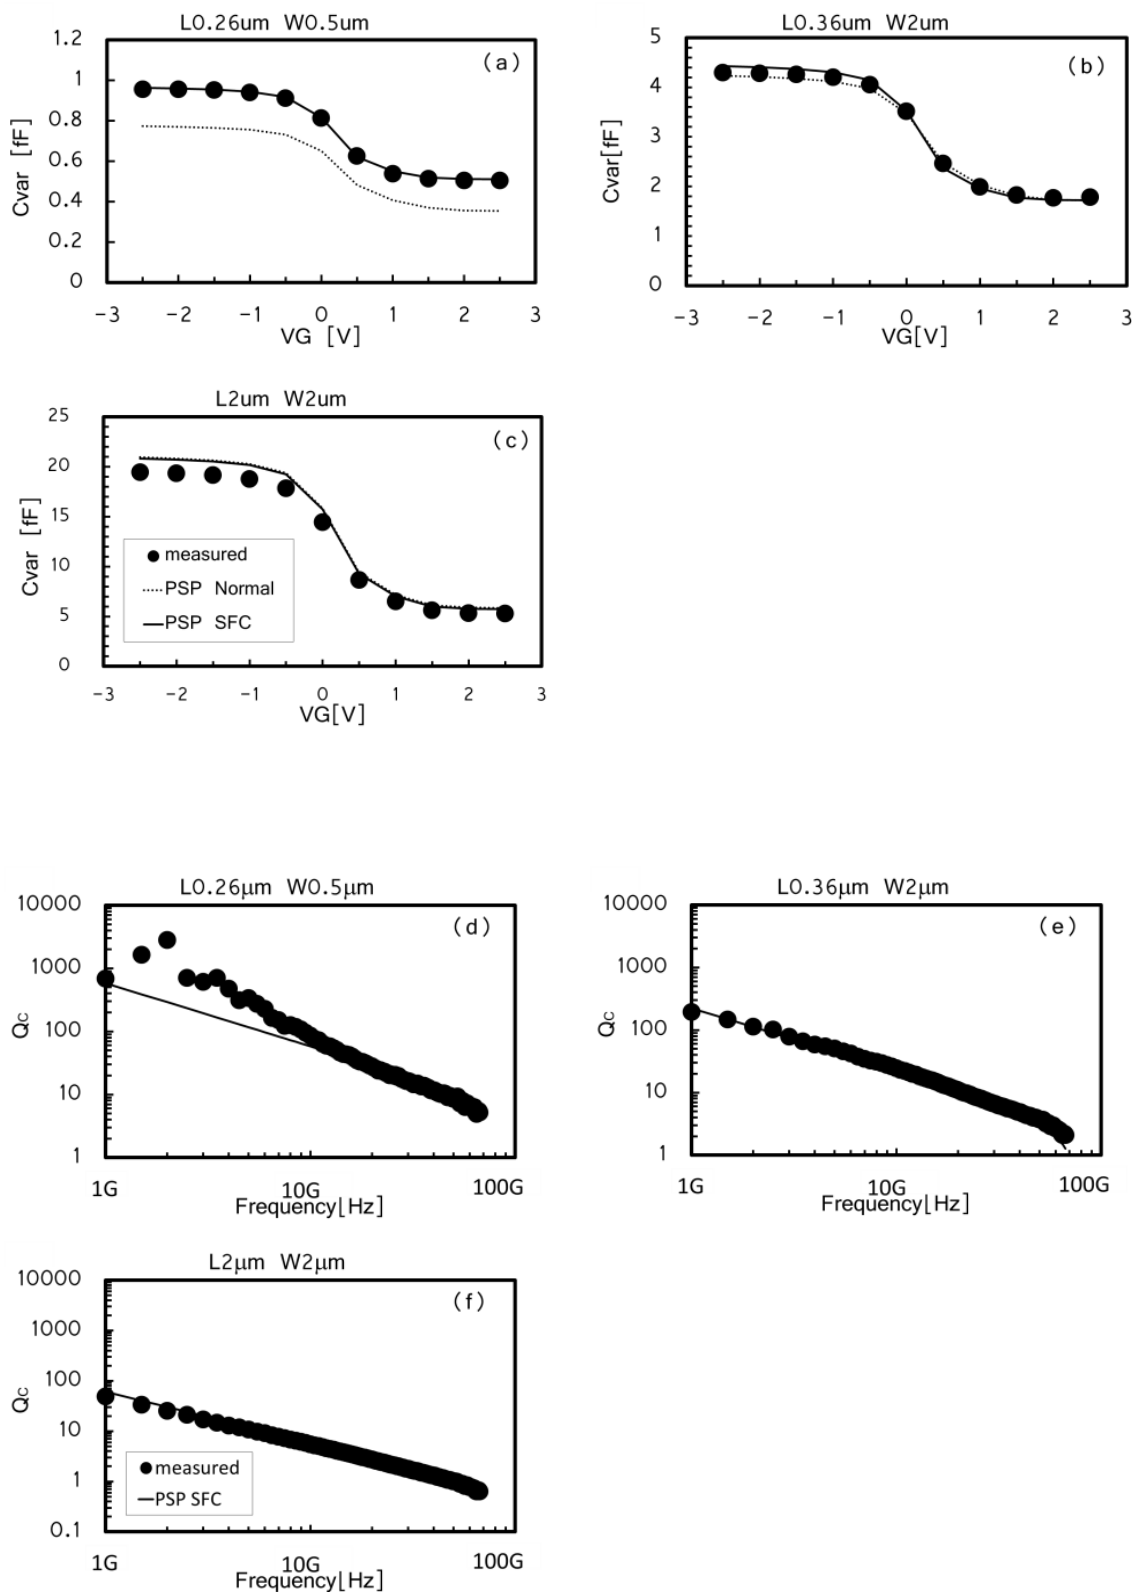 L0.26um W0.5um
(a)
1.2
1
0.8
0.6
0.4
0.2
0
Cvar [fF]
−3 −2 −1 0 1 2 3
VG [V]
L0.36um W2um
(b)
5
4
3
2
1
0
Cvar[fF]
−3 −2 −1 0 1 2 3
VG[V]
L2um W2um
(c)
25
20
15
10
5
0
Cvar [fF]
measured
PSP Normal
PSP SFC
−3 −2 −1 0 1 2 3
VG[V]
L0.26μm W0.5μm
(d)
10000
1000
100
10
1
Qc
1G 10G 100G
Frequency[Hz]
L0.36μm W2μm
(e)
10000
1000
100
10
1
Qc
1G 10G 100G
Frequency[Hz]
L2μm W2μm
(f)
10000
1000
100
10
1
0.1
Qc
measured
PSP SFC
1G 10G 100G
Frequency[Hz]